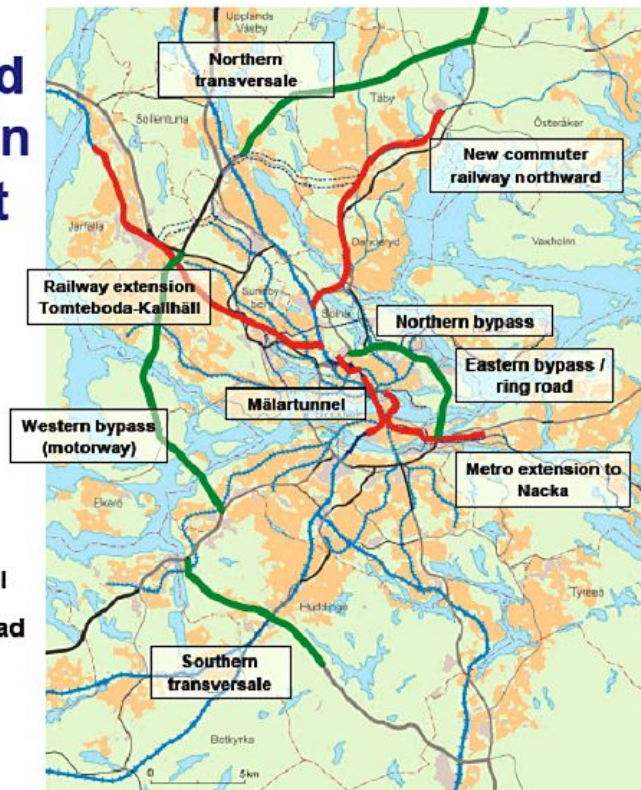 d
n
t
Upplands
Väsby
Northern
transversale
Täby
Sollentuna
Österåker
New commuter
railway northward
Järfälla
Danderyd
Vaxholm
Railway extension
Tomteboda-Kallhäll
Sundby-
berg
Solna
Northern bypass
Eastern bypass /
ring road
Mälartunnel
Western bypass
(motorway)
Metro extension to
Nacka
Ekerö
l
ad
Tyresö
Huddinge
Southern
transversale
Botkyrka
0 5km